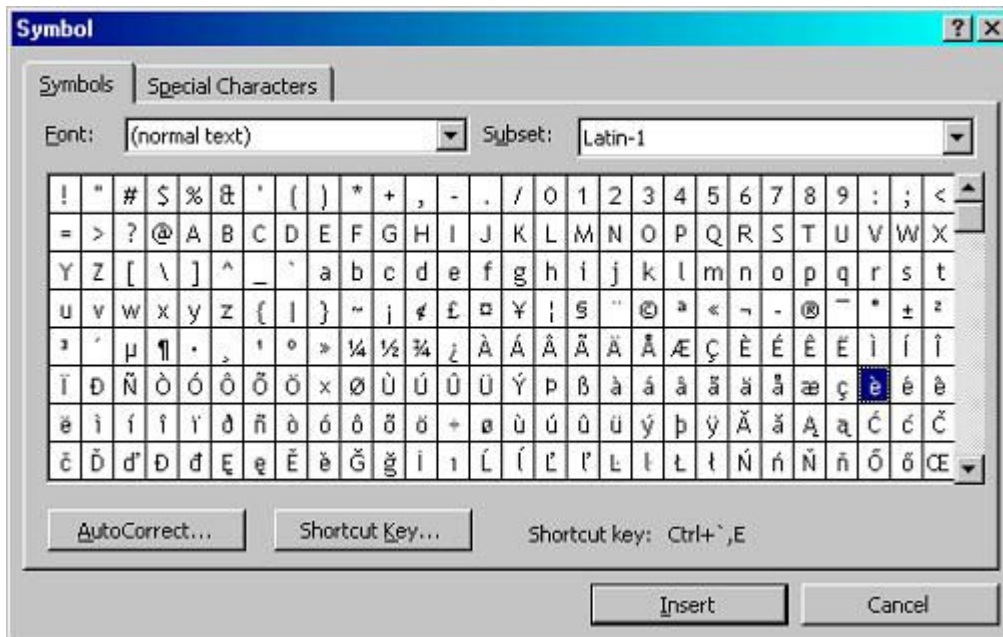 Symbol
Symbols Special Characters
Font: (normal text) Subset: Latin-1
! " # $ % & ' ( ) * + , - . / 0 1 2 3 4 5 6 7 8 9 : ; <
= > ? @ A B C D E F G H I J K L M N O P Q R S T U V W X
Y Z [ \ ] ^ _ ` a b c d e f g h i j k l m n o p q r s t
u v w x y z { | } ~ ¡ ¢ £ ¤ ¥ ¦ § ¨ © ª « ¬ - ® ¯ ° ± ²
³ ´ µ ¶ · ¸ ¹ º » ¼ ½ ¾ ¿ À Á Â Ã Ä Å Æ Ç È É Ê Ë Ì Í Î
Ï Ð Ñ Ò Ó Ô Õ Ö × Ø Ù Ú Û Ü Ý Þ ß à á â ã ä å æ ç è é ê
ë ì í î ï ð ñ ò ó ô õ ö ÷ ø ù ú û ü ý þ ÿ Ă ă Ą ą Ć ć Č
č Ď ď Đ đ Ę ę Ě ě Ğ ğ İ ı Ĺ ĺ Ľ ľ Ŀ ŀ Ł ł Ń ń Ň ň Ő ő Œ
AutoCorrect... Shortcut Key... Shortcut key: Ctrl+`,E
Insert Cancel